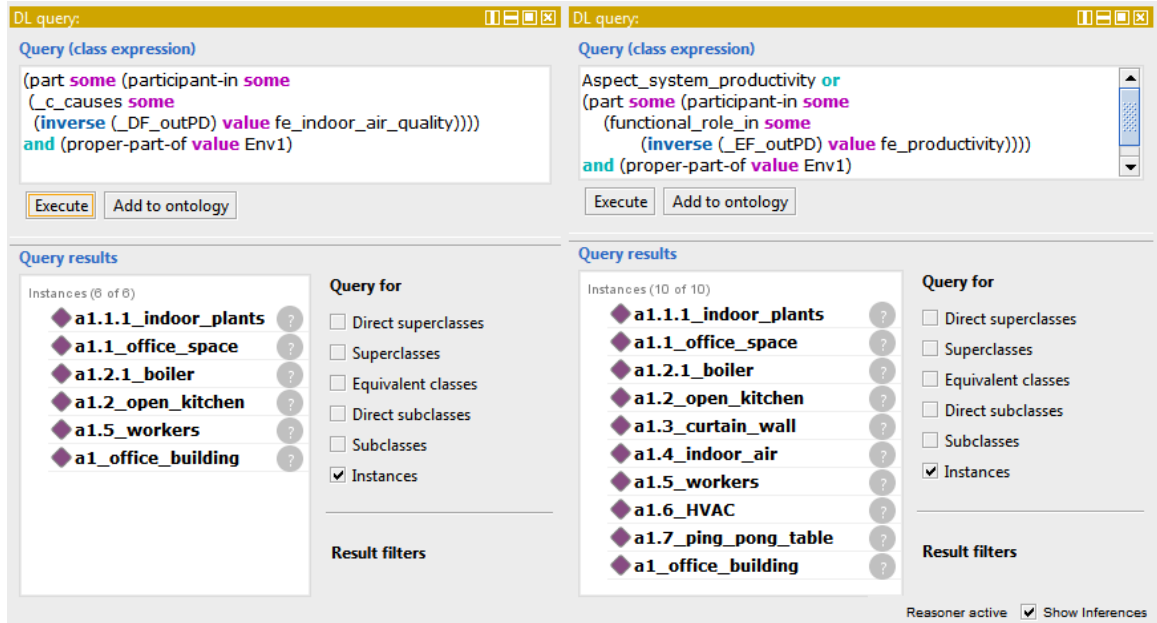 DL query:
Query (class expression)
(part some (participant-in some
(_c_causes some
(inverse (_DF_outPD) value fe_indoor_air_quality))))
and (proper-part-of value Env1)
Execute
Add to ontology
Query results
Instances (6 of 6)
a1.1.1_indoor_plants
?
a1.1_office_space
?
a1.2.1_boiler
?
a1.2_open_kitchen
?
a1.5_workers
?
a1_office_building
?
Query for
Direct superclasses
Superclasses
Equivalent classes
Direct subclasses
Subclasses
Instances
Result filters
DL query:
Query (class expression)
Aspect_system_productivity or
(part some (participant-in some
(functional_role_in some
(inverse (_EF_outPD) value fe_productivity))))
and (proper-part-of value Env1)
Execute
Add to ontology
Query results
Instances (10 of 10)
a1.1.1_indoor_plants
?
a1.1_office_space
?
a1.2.1_boiler
?
a1.2_open_kitchen
?
a1.3_curtain_wall
?
a1.4_indoor_air
?
a1.5_workers
?
a1.6_HVAC
?
a1.7_ping_pong_table
?
a1_office_building
?
Query for
Direct superclasses
Superclasses
Equivalent classes
Direct subclasses
Subclasses
Instances
Result filters
Reasoner active
Show Inferences